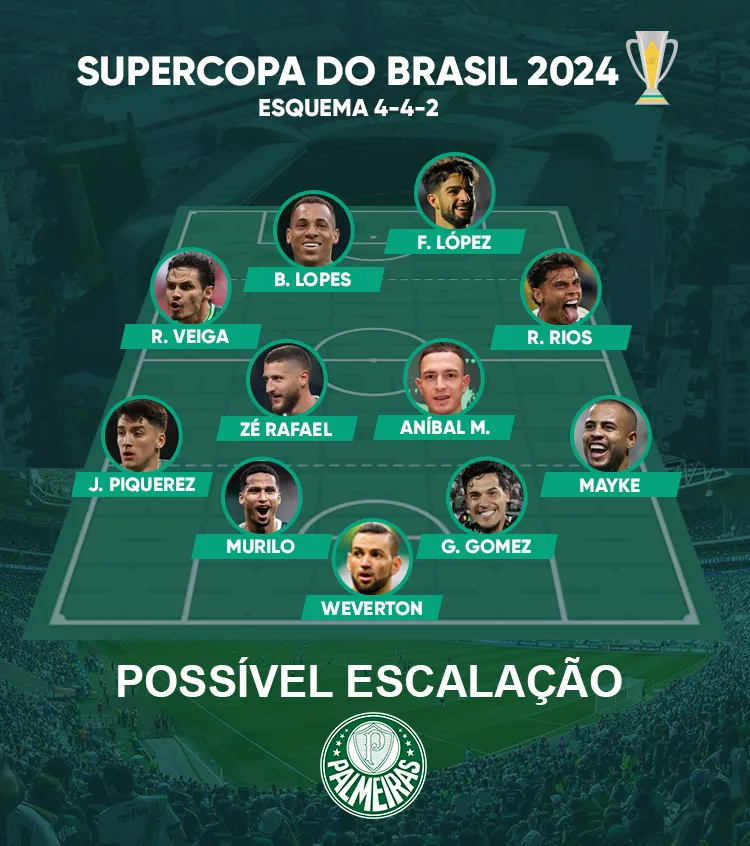 SUPERCOPA DO BRASIL 2024
ESQUEMA 4-4-2
F. LÓPEZ
B. LOPES
R. VEIGA
R. RIOS
ZÉ RAFAEL
ANÍBAL M.
J. PIQUEREZ
MAYKE
MURILO
G. GOMEZ
WEVERTON
POSSÍVEL ESCALAÇÃO
P
PALMEIRAS